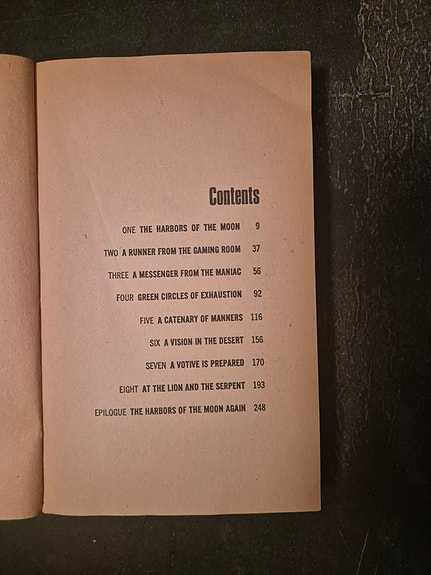 Contents
ONE THE HARBORS OF THE MOON 9
TWO A RUNNER FROM THE GAMING ROOM 37
THREE A MESSENGER FROM THE MANIAC 56
FOUR GREEN CIRCLES OF EXHAUSTION 92
FIVE A CATENARY OF MANNERS 116
SIX A VISION IN THE DESERT 156
SEVEN A VOTIVE IS PREPARED 170
EIGHT AT THE LION AND THE SERPENT 193
EPILOGUE THE HARBORS OF THE MOON AGAIN 248